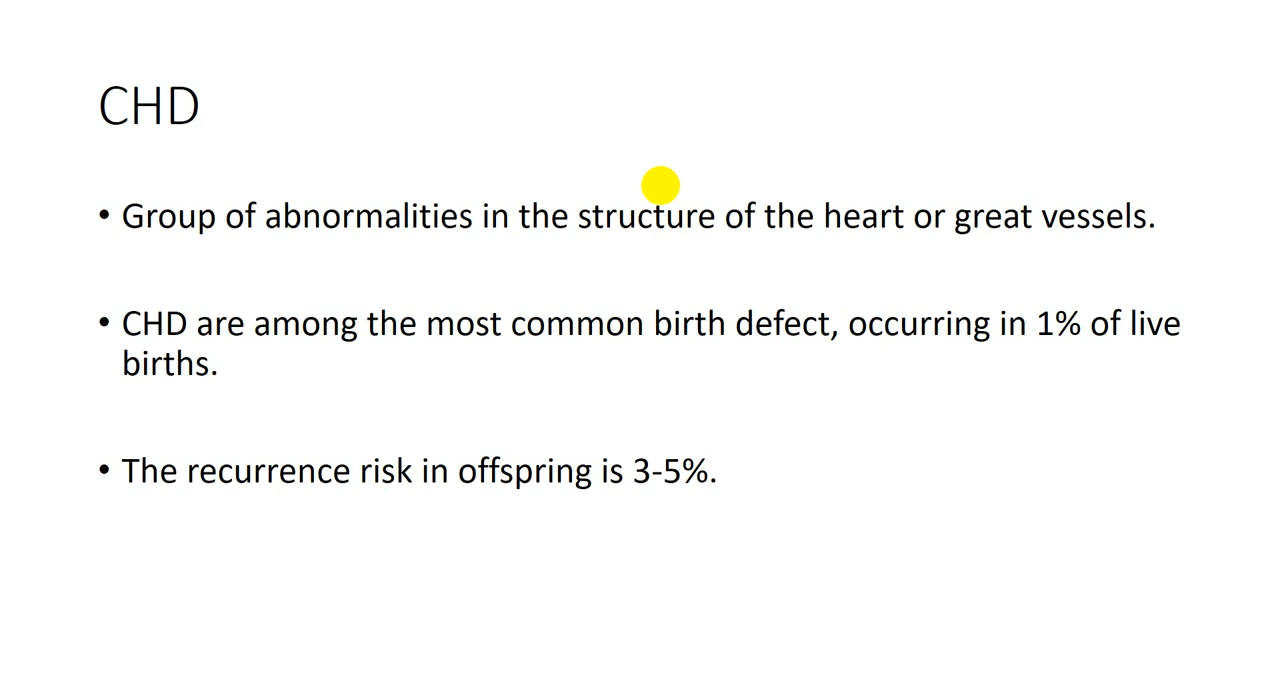 CHD
• Group of abnormalities in the structure of the heart or great vessels.
• CHD are among the most common birth defect, occurring in 1% of live
births.
• The recurrence risk in offspring is 3-5%.